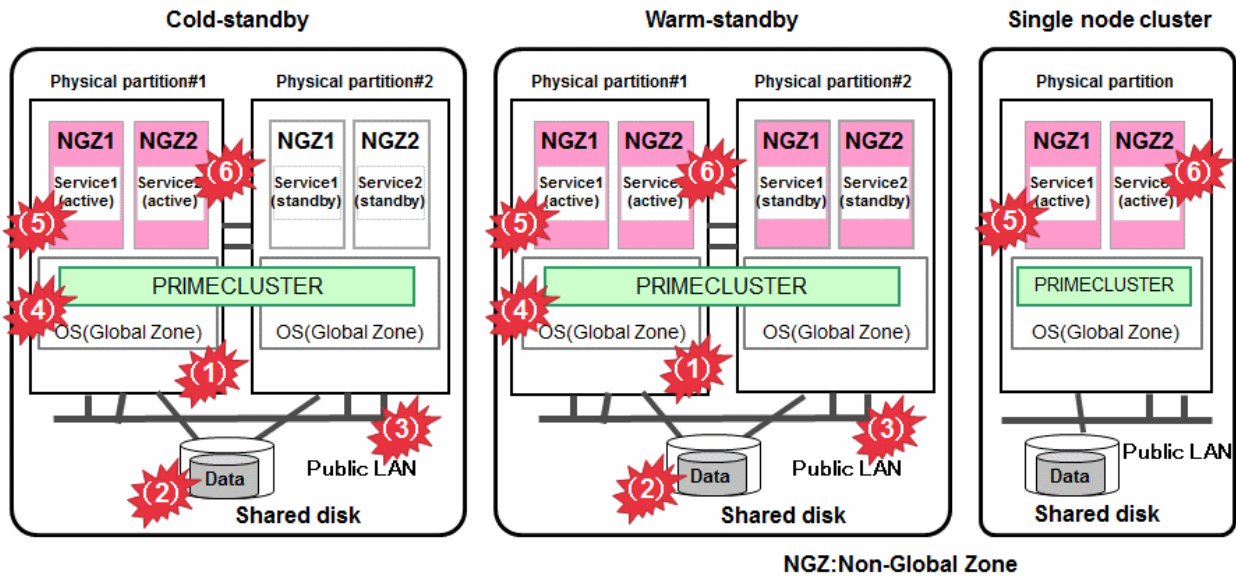 Cold-standby
Physical partition#1
Physical partition#2
NGZ1
NGZ2
NGZ1
NGZ2
Service1
(active)
Service2
(active)
Service1
(standby)
Service2
(standby)
(6)
(5)
PRIMECLUSTER
(4)
OS(Global Zone)
OS(Global Zone)
(1)
(3)
Public LAN
(2)
Data
Shared disk
Warm-standby
Physical partition#1
Physical partition#2
NGZ1
NGZ2
NGZ1
NGZ2
Service1
(active)
Service2
(active)
Service1
(standby)
Service2
(standby)
(6)
(5)
PRIMECLUSTER
(4)
OS(Global Zone)
OS(Global Zone)
(1)
(3)
Public LAN
(2)
Data
Shared disk
Single node cluster
Physical partition
NGZ1
NGZ2
Service1
(active)
Service2
(active)
(6)
(5)
PRIMECLUSTER
OS(Global Zone)
Public LAN
Data
Shared disk
NGZ:Non-Global Zone